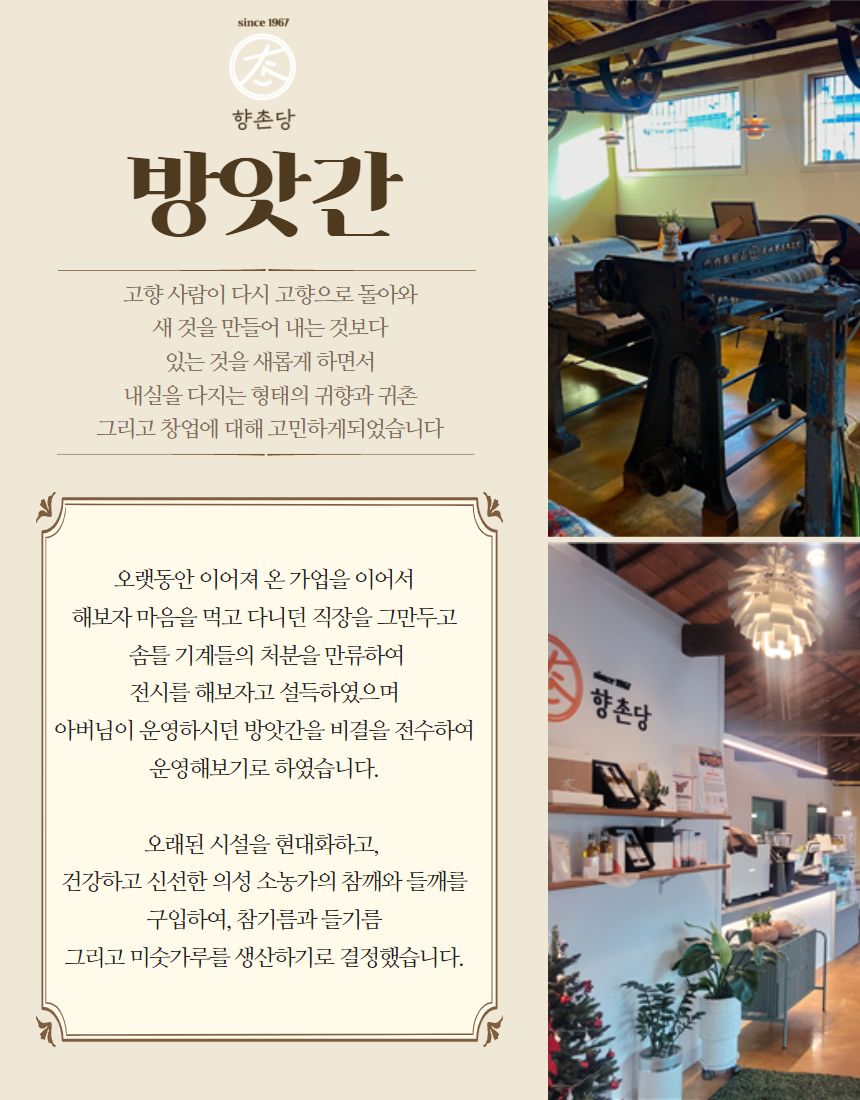 since 1967
향촌당
방앗간
고향 사람이 다시 고향으로 돌아와
새 것을 만들어 내는 것보다
있는 것을 새롭게 하면서
내실을 다지는 형태의 귀향과 귀촌
그리고 창업에 대해 고민하게되었습니다
오랫동안 이어져 온 가업을 이어서
해보자 마음을 먹고 다니던 직장을 그만두고
솜틀 기계들의 처분을 만류하여
전시를 해보자고 설득하였으며
아버님이 운영하시던 방앗간을 비결을 전수하여
운영해보기로 하였습니다.
오래된 시설을 현대화하고,
건강하고 신선한 의성 소농가의 참깨와 들깨를
구입하여, 참기름과 들기름
그리고 미숫가루를 생산하기로 결정했습니다.
since 1967
향촌당